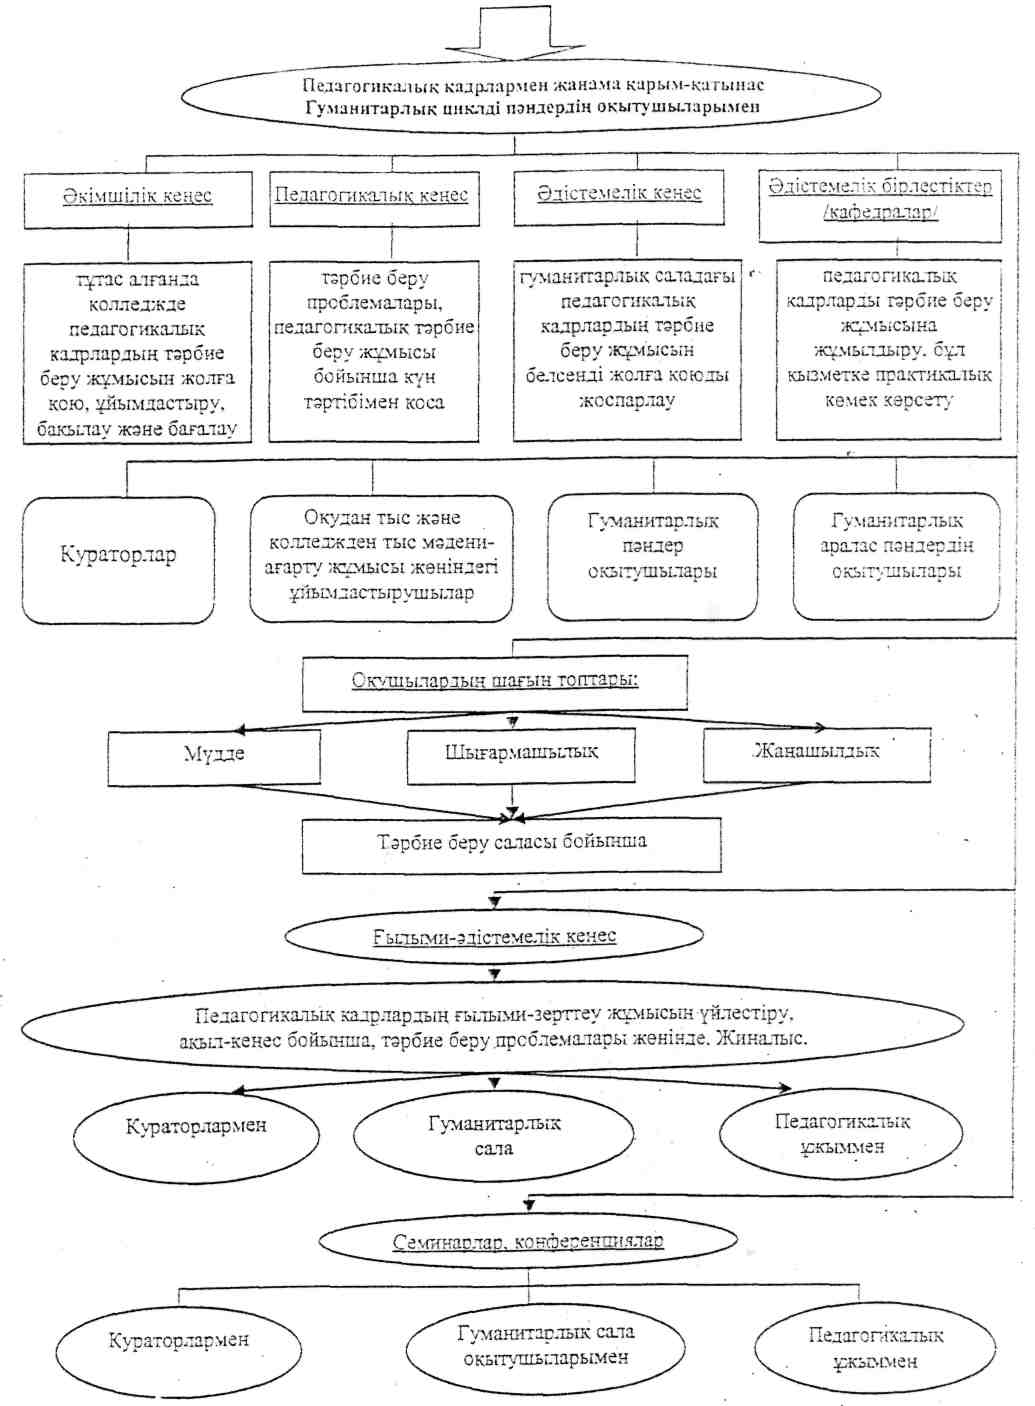 Педагогикалық кадрлармен жанама қарым-қатынас
Гуманитарлық циклді пәндердің оқытушыларымен
Әкімшілік кеңес
Педагогикалық кеңес
Әдістемелік кеңес
Әдістемелік бірлестіктер
/кафедралар/
тұтас алғанда
колледжде
педагогикалық
кадрлардың тәрбие
беру жұмысын жолға
қою, ұйымдастыру,
бақылау және бағалау
тәрбие беру
проблемалары,
педагогикалық тәрбие
беру жұмысы
бойынша күн
тәртібімен қоса
гуманитарлық саладағы
педагогикалық
кадрлардың тәрбие
беру жұмысын
белсенді жолға қоюды
жоспарлау
педагогикалық
кадрларды тәрбие беру
жұмысына
жұмылдыру. бұл
қызметке практикалық
көмек көрсету
Кураторлар
Оқудан тыс және
колледжден тыс мәдени-
ағарту жұмысы жөніндегі
ұйымдастырушылар
Гуманитарлық
пәндер
оқытушылары
Гуманитарлық
аралас пәндердің
оқытушылары
Оқушылардың шағын топтары:
Мүдде
Шығармашылық
Жаңашылдық
Тәрбие беру саласы бойынша
Ғылыми-әдістемелік кеңес
Педагогикалық кадрлардың ғылыми-зерттеу жұмысын үйлестіру,
ақыл-кеңес бойынша, тәрбие беру проблемалары жөнінде. Жиналыс.
Кураторлармен
Гуманитарлық
сала
Педагогикалық
ұжыммен
Семинарлар, конференциялар
Кураторлармен
Гуманитарлық сала
оқытушыларымен
Педагогикалық
ұжыммен